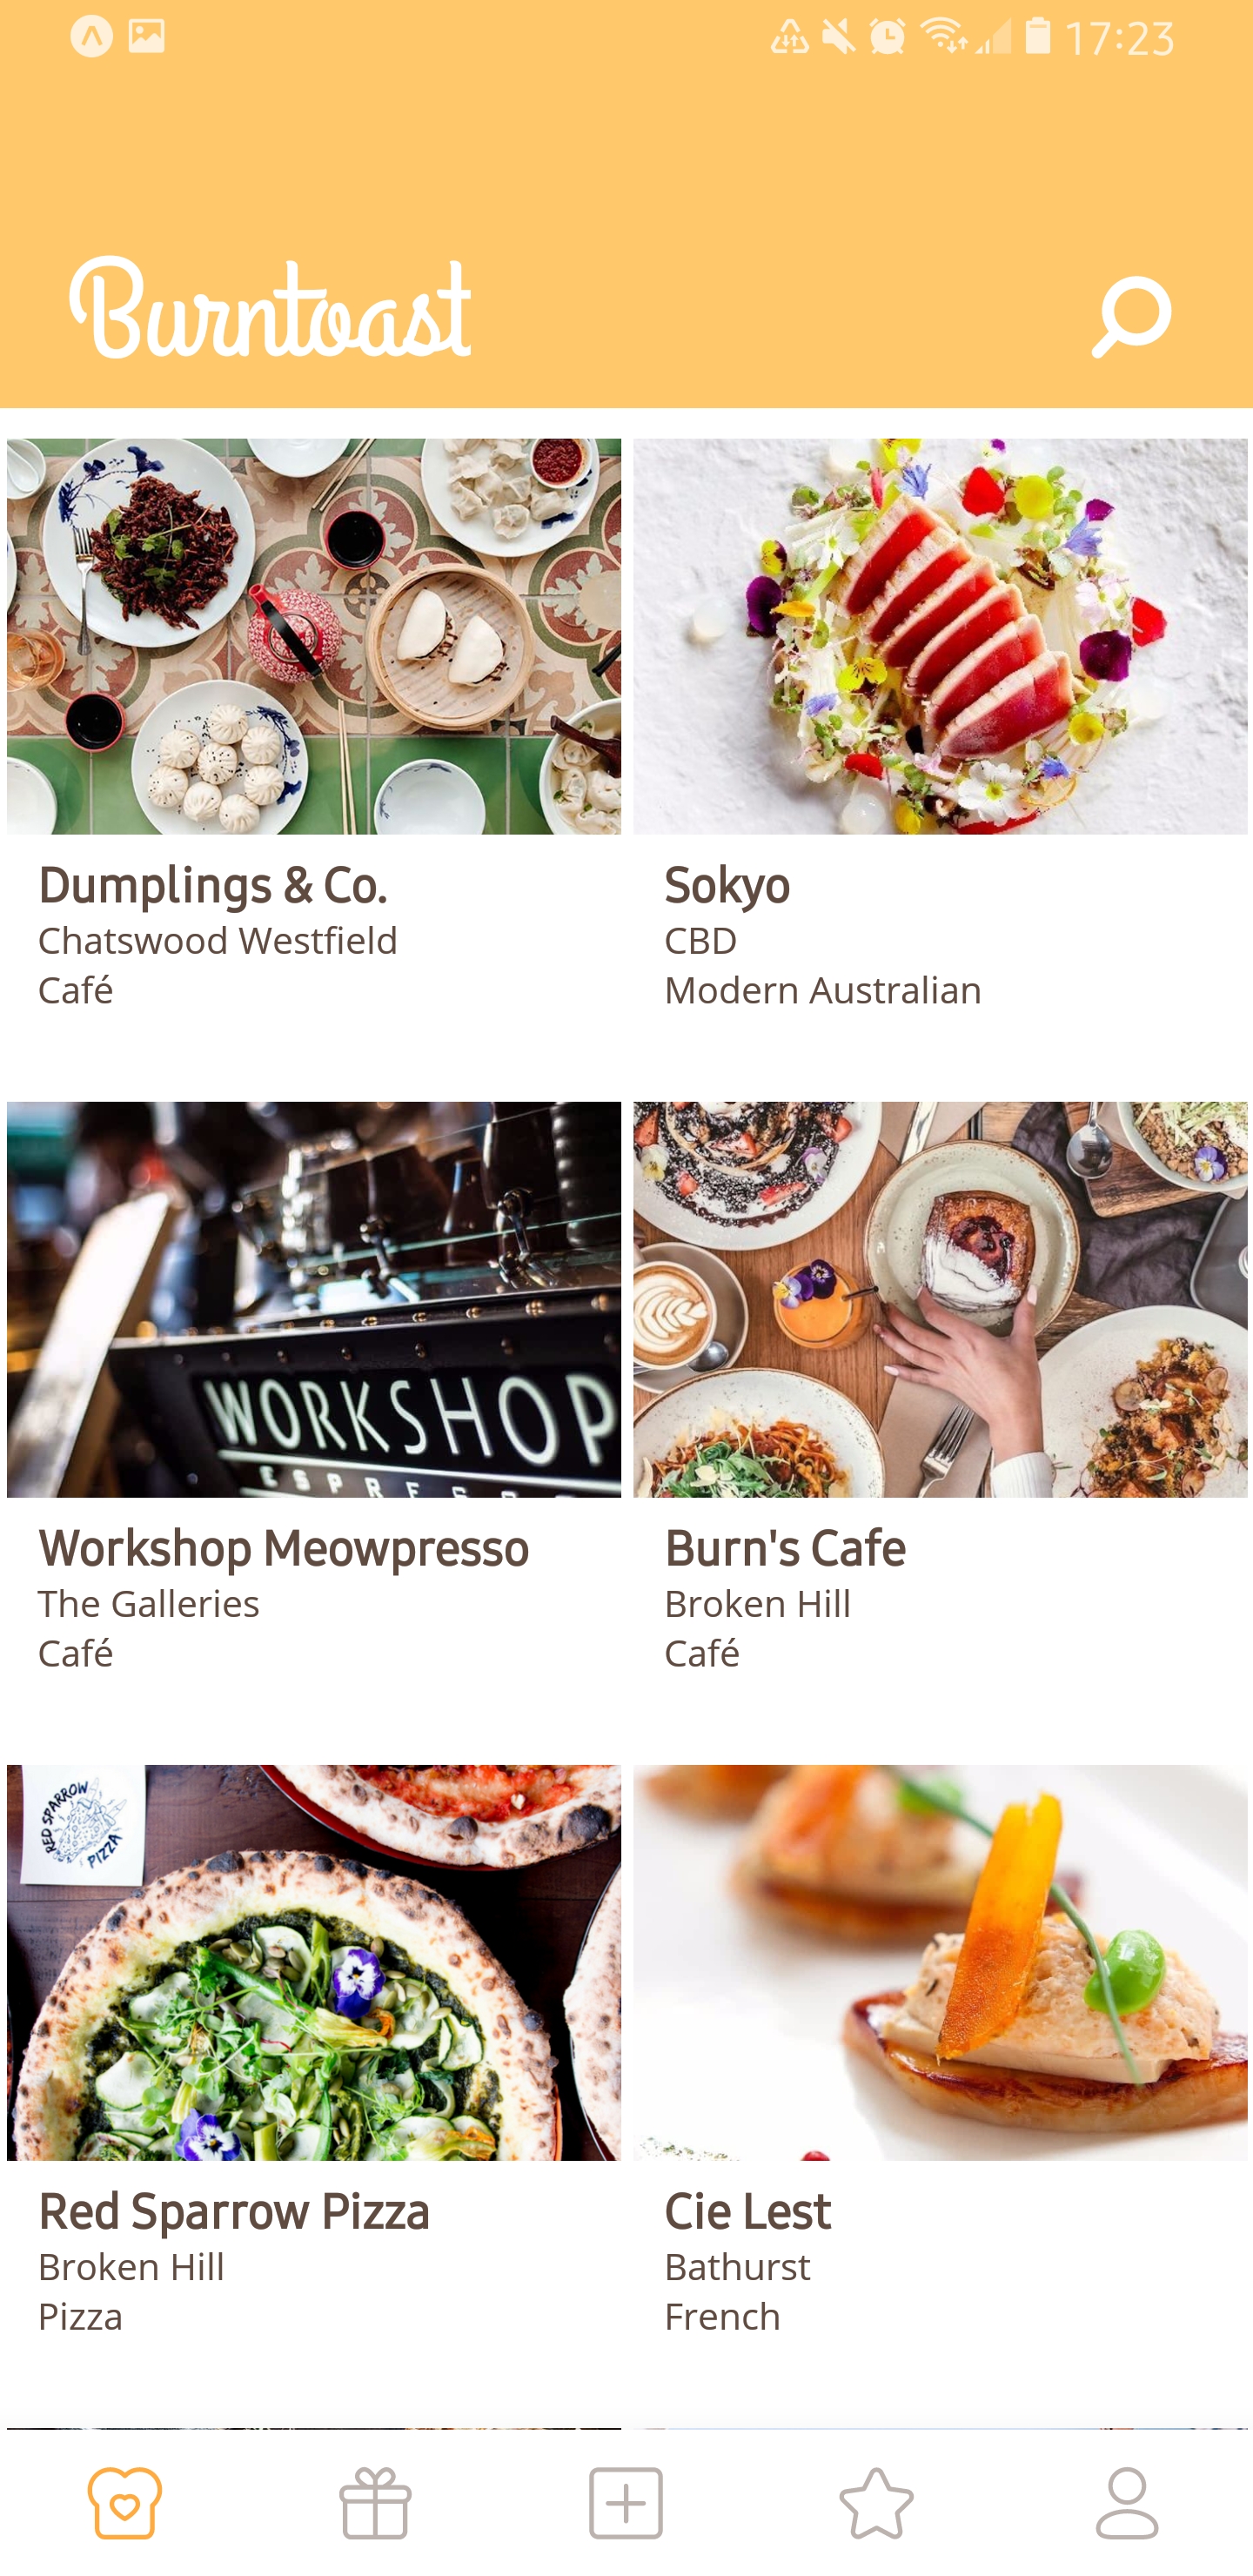 17:23
Burntoast
Dumplings & Co.
Chatswood Westfield
Café
Sokyo
CBD
Modern Australian
WORKSHOP
Workshop Meowpresso
The Galleries
Café
Burn's Cafe
Broken Hill
Café
RED SPARROW
PIZZA
Red Sparrow Pizza
Broken Hill
Pizza
Cie Lest
Bathurst
French